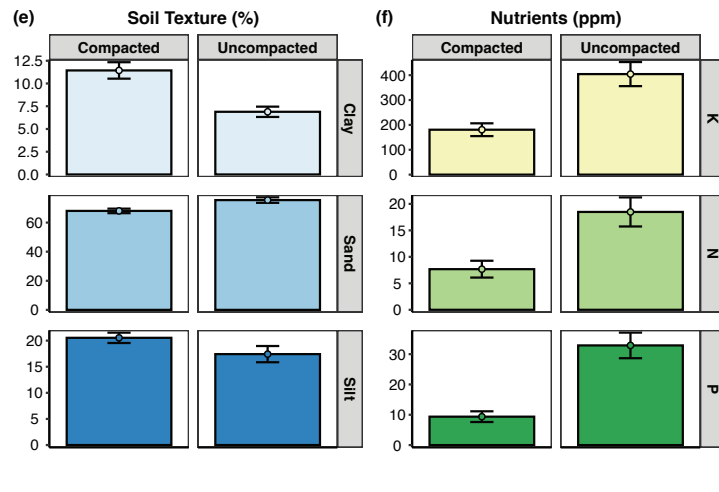 (e) Soil Texture (%)
Compacted Uncompacted
12.5
10.0
7.5
5.0
2.5
0.0
Clay
60
40
20
0
Sand
20
15
10
5
0
Silt
(f) Nutrients (ppm)
Compacted Uncompacted
400
300
200
100
0
K
20
15
10
5
0
N
30
20
10
0
P